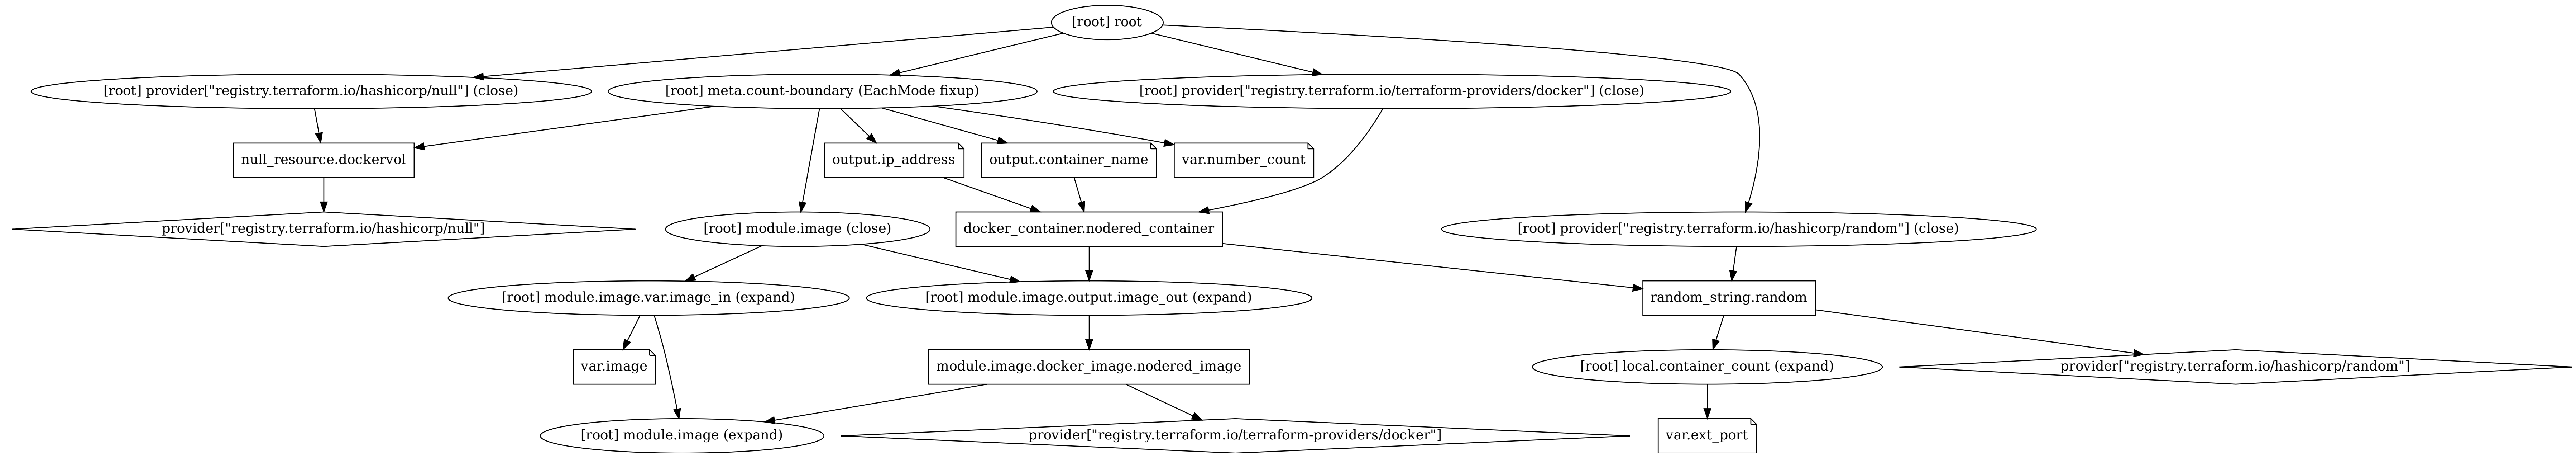 [root] root
[root] provider["registry.terraform.io/hashicorp/null"] (close)
[root] meta.count-boundary (EachMode fixup)
[root] provider["registry.terraform.io/terraform-providers/docker"] (close)
null_resource.dockervol
output.ip_address
output.container_name
var.number_count
provider["registry.terraform.io/hashicorp/null"]
[root] module.image (close)
docker_container.nodered_container
[root] provider["registry.terraform.io/hashicorp/random"] (close)
[root] module.image.var.image_in (expand)
[root] module.image.output.image_out (expand)
random_string.random
var.image
module.image.docker_image.nodered_image
[root] local.container_count (expand)
provider["registry.terraform.io/hashicorp/random"]
[root] module.image (expand)
provider["registry.terraform.io/terraform-providers/docker"]
var.ext_port